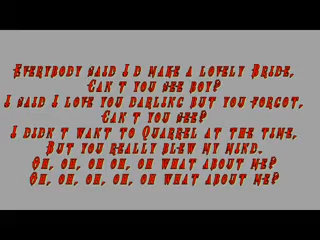 Everybody said I'd make a lovely Bride,
Can't you see boy?
I said I love you darling but you forgot,
Can't you see?
I didn't want to Quarrel at the time,
But you really blew my mind.
Oh, oh, oh oh, oh what about me?
Oh, oh, oh, oh, oh what about me?